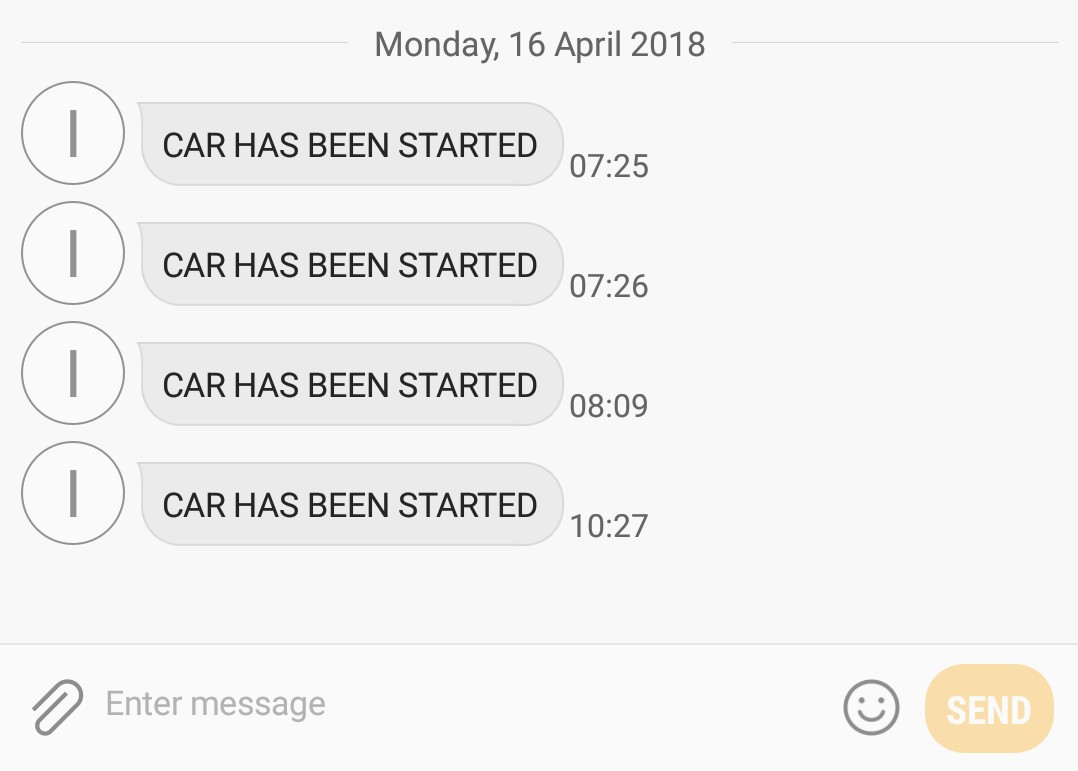 Monday, 16 April 2018
I
CAR HAS BEEN STARTED
07:25
I
CAR HAS BEEN STARTED
07:26
I
CAR HAS BEEN STARTED
08:09
I
CAR HAS BEEN STARTED
10:27
Enter message
SEND